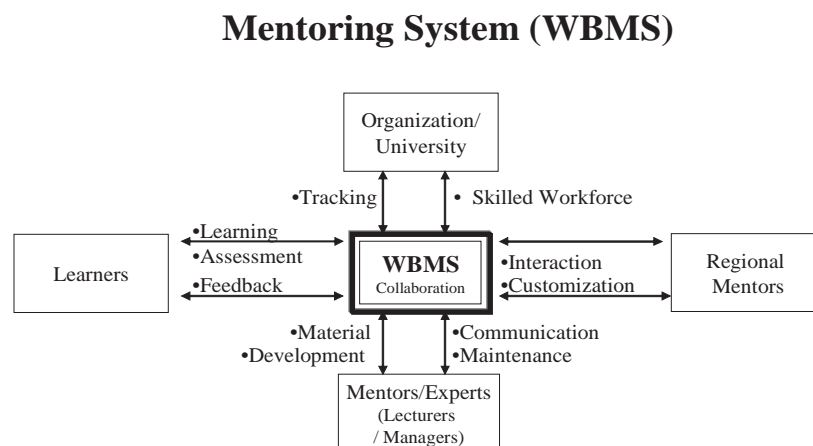 Mentoring System (WBMS)
Organization/
University
•Tracking
• Skilled Workforce
•Learning
•Assessment
•Feedback
Learners
WBMS
Collaboration
•Interaction
•Customization
Regional
Mentors
•Material
•Development
•Communication
•Maintenance
Mentors/Experts
(Lecturers
/ Managers)